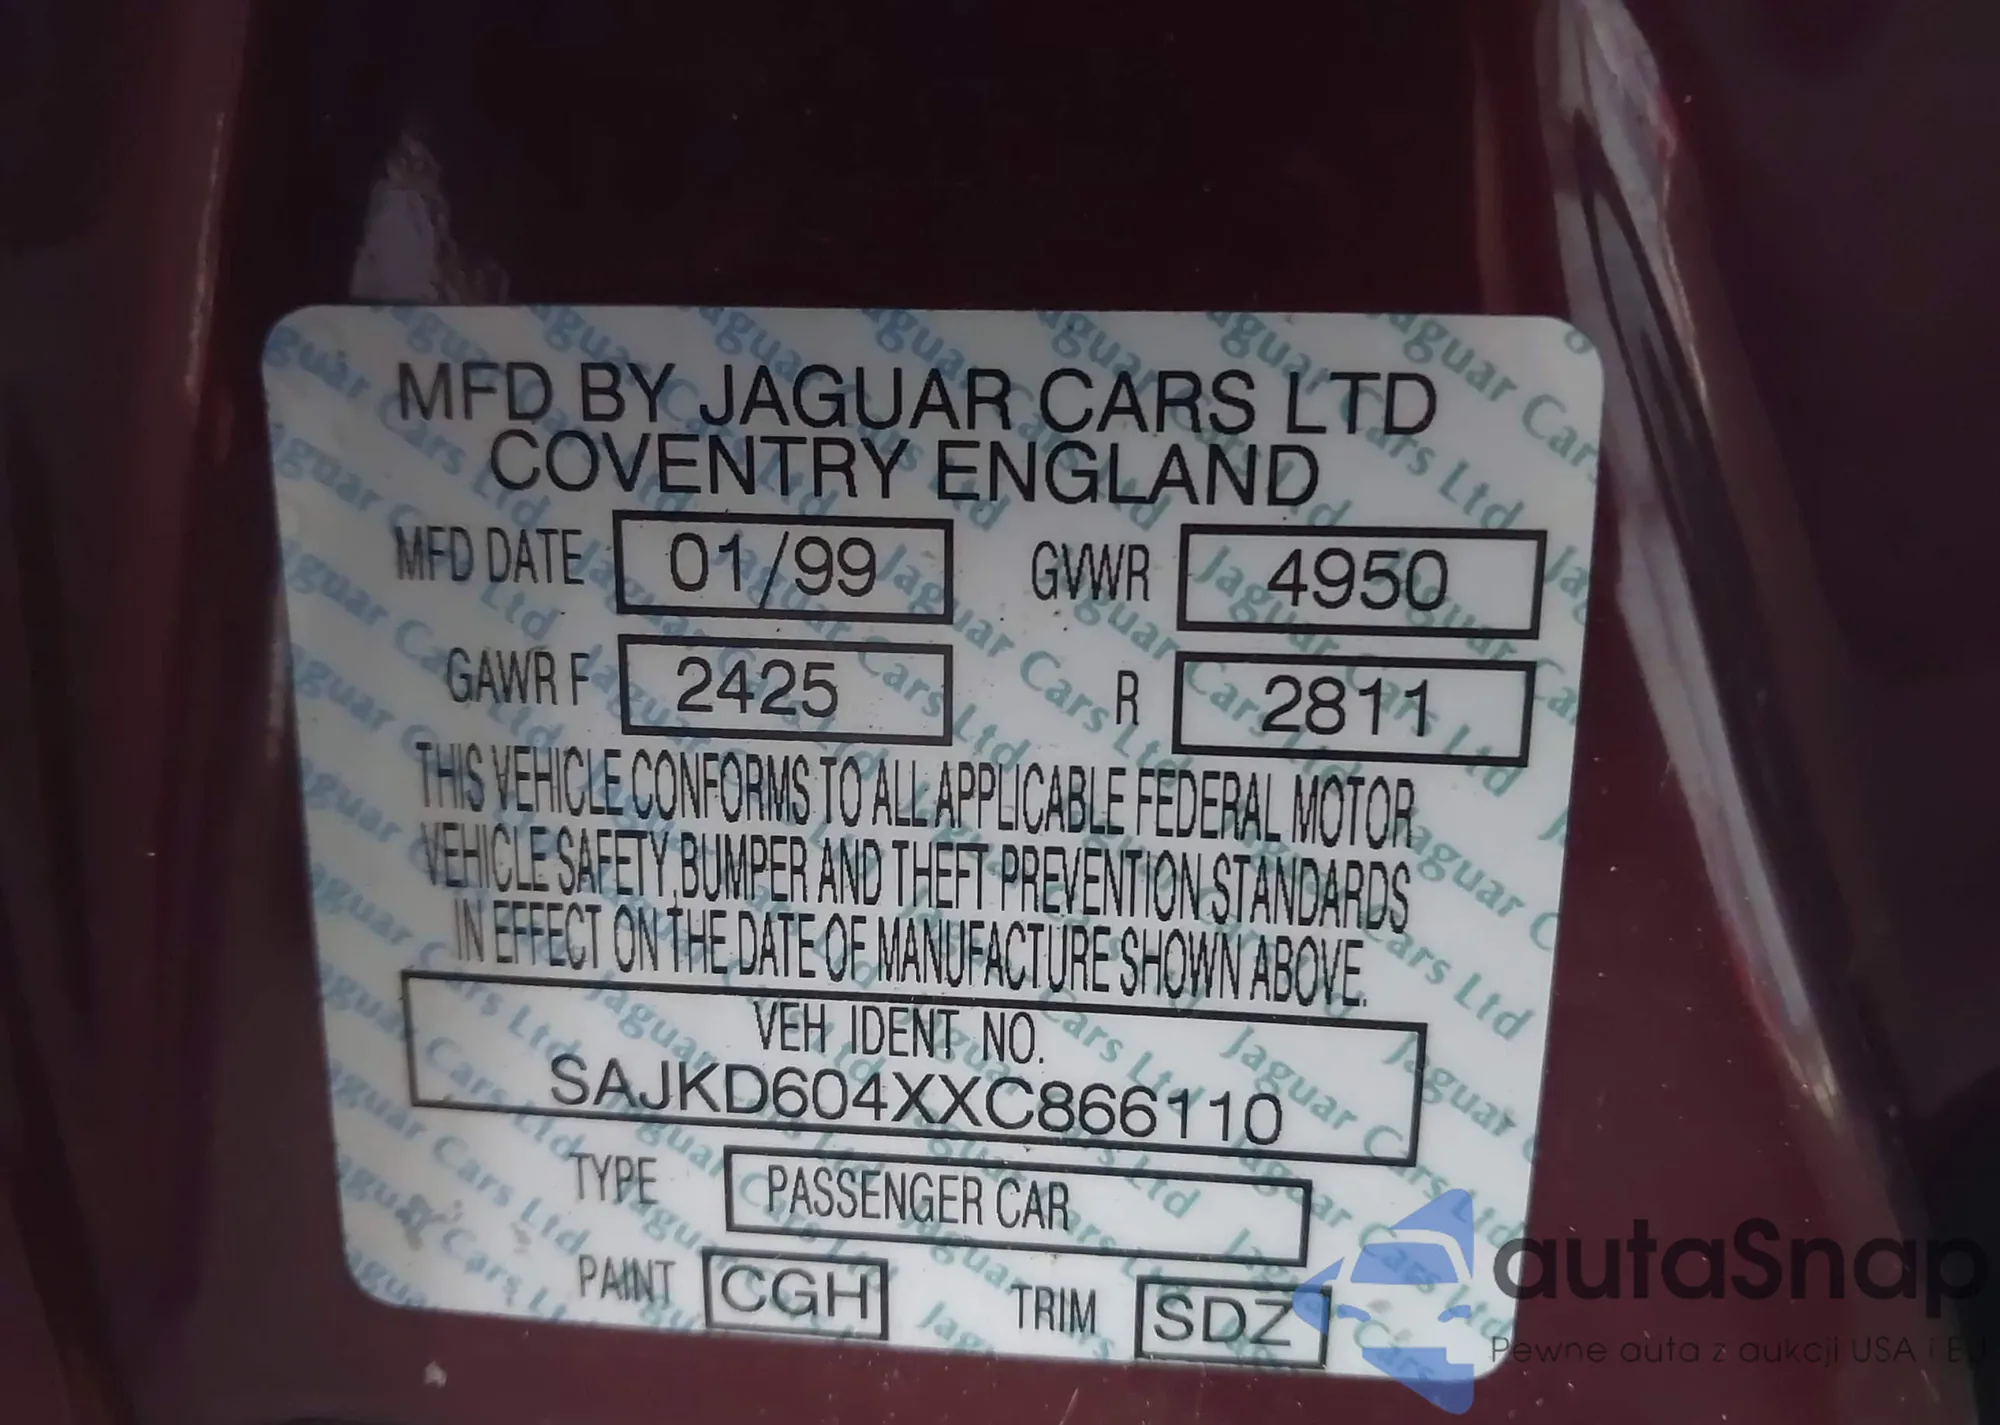 MFD BY JAGUAR CARS LTD
COVENTRY ENGLAND
MFD DATE 01/99 GVWR 4950
GAWR F 2425 R 2811
THIS VEHICLE CONFORMS TO ALL APPLICABLE FEDERAL MOTOR
VEHICLE SAFETY, BUMPER AND THEFT PREVENTION STANDARDS
IN EFFECT ON THE DATE OF MANUFACTURE SHOWN ABOVE.
VEH IDENT NO.
SAJKD604XXC866110
TYPE PASSENGER CAR
PAINT CGH TRIM SDZ
autaSnap
Pewne auta z aukcji USA i EU